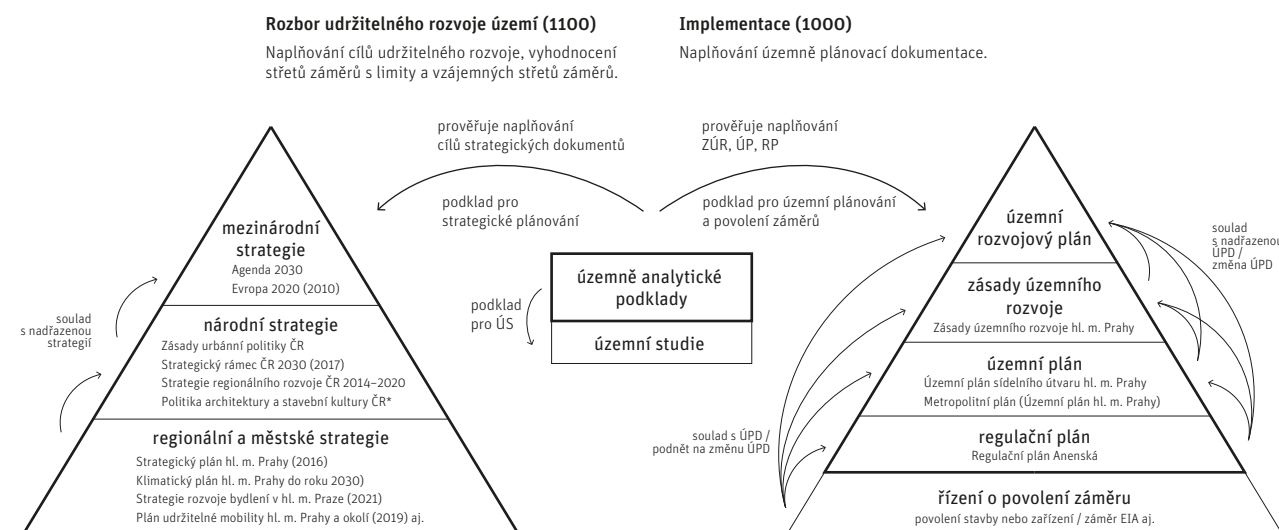 Rozbor udržitelného rozvoje území (1100)
Naplňování cílů udržitelného rozvoje, vyhodnocení
střetů záměrů s limity a vzájemných střetů záměrů.
Implementace (1000)
Naplňování územně plánovací dokumentace.
prověřuje naplňování
cílů strategických dokumentů
prověřuje naplňování
ZÚR, ÚP, RP
podklad pro
strategické plánování
podklad pro územní plánování
a povolení záměrů
mezinárodní
strategie
Agenda 2030
Evropa 2020 (2010)
soulad
s nadřazenou
strategií
národní strategie
Zásady urbánní politiky ČR
Strategický rámec ČR 2030 (2017)
Strategie regionálního rozvoje ČR 2014–2020
Politika architektury a stavební kultury ČR*
regionální a městské strategie
Strategický plán hl. m. Prahy (2016)
Klimatický plán hl. m. Prahy do roku 2030)
Strategie rozvoje bydlení v hl. m. Praze (2021)
Plán udržitelné mobility hl. m. Prahy a okolí (2019) aj.
územně analytické
podklady
podklad
pro ÚS
územní studie
územní
rozvojový plán
soulad
s nadřazenou
ÚPD /
změna ÚPD
zásady územního
rozvoje
Zásady územního rozvoje hl. m. Prahy
územní plán
Územní plán sídelního útvaru hl. m. Prahy
Metropolitní plán (Územní plán hl. m. Prahy)
soulad s ÚPD /
podnět na změnu ÚPD
regulační plán
Regulační plán Anenská
řízení o povolení záměru
povolení stavby nebo zařízení / záměr EIA aj.